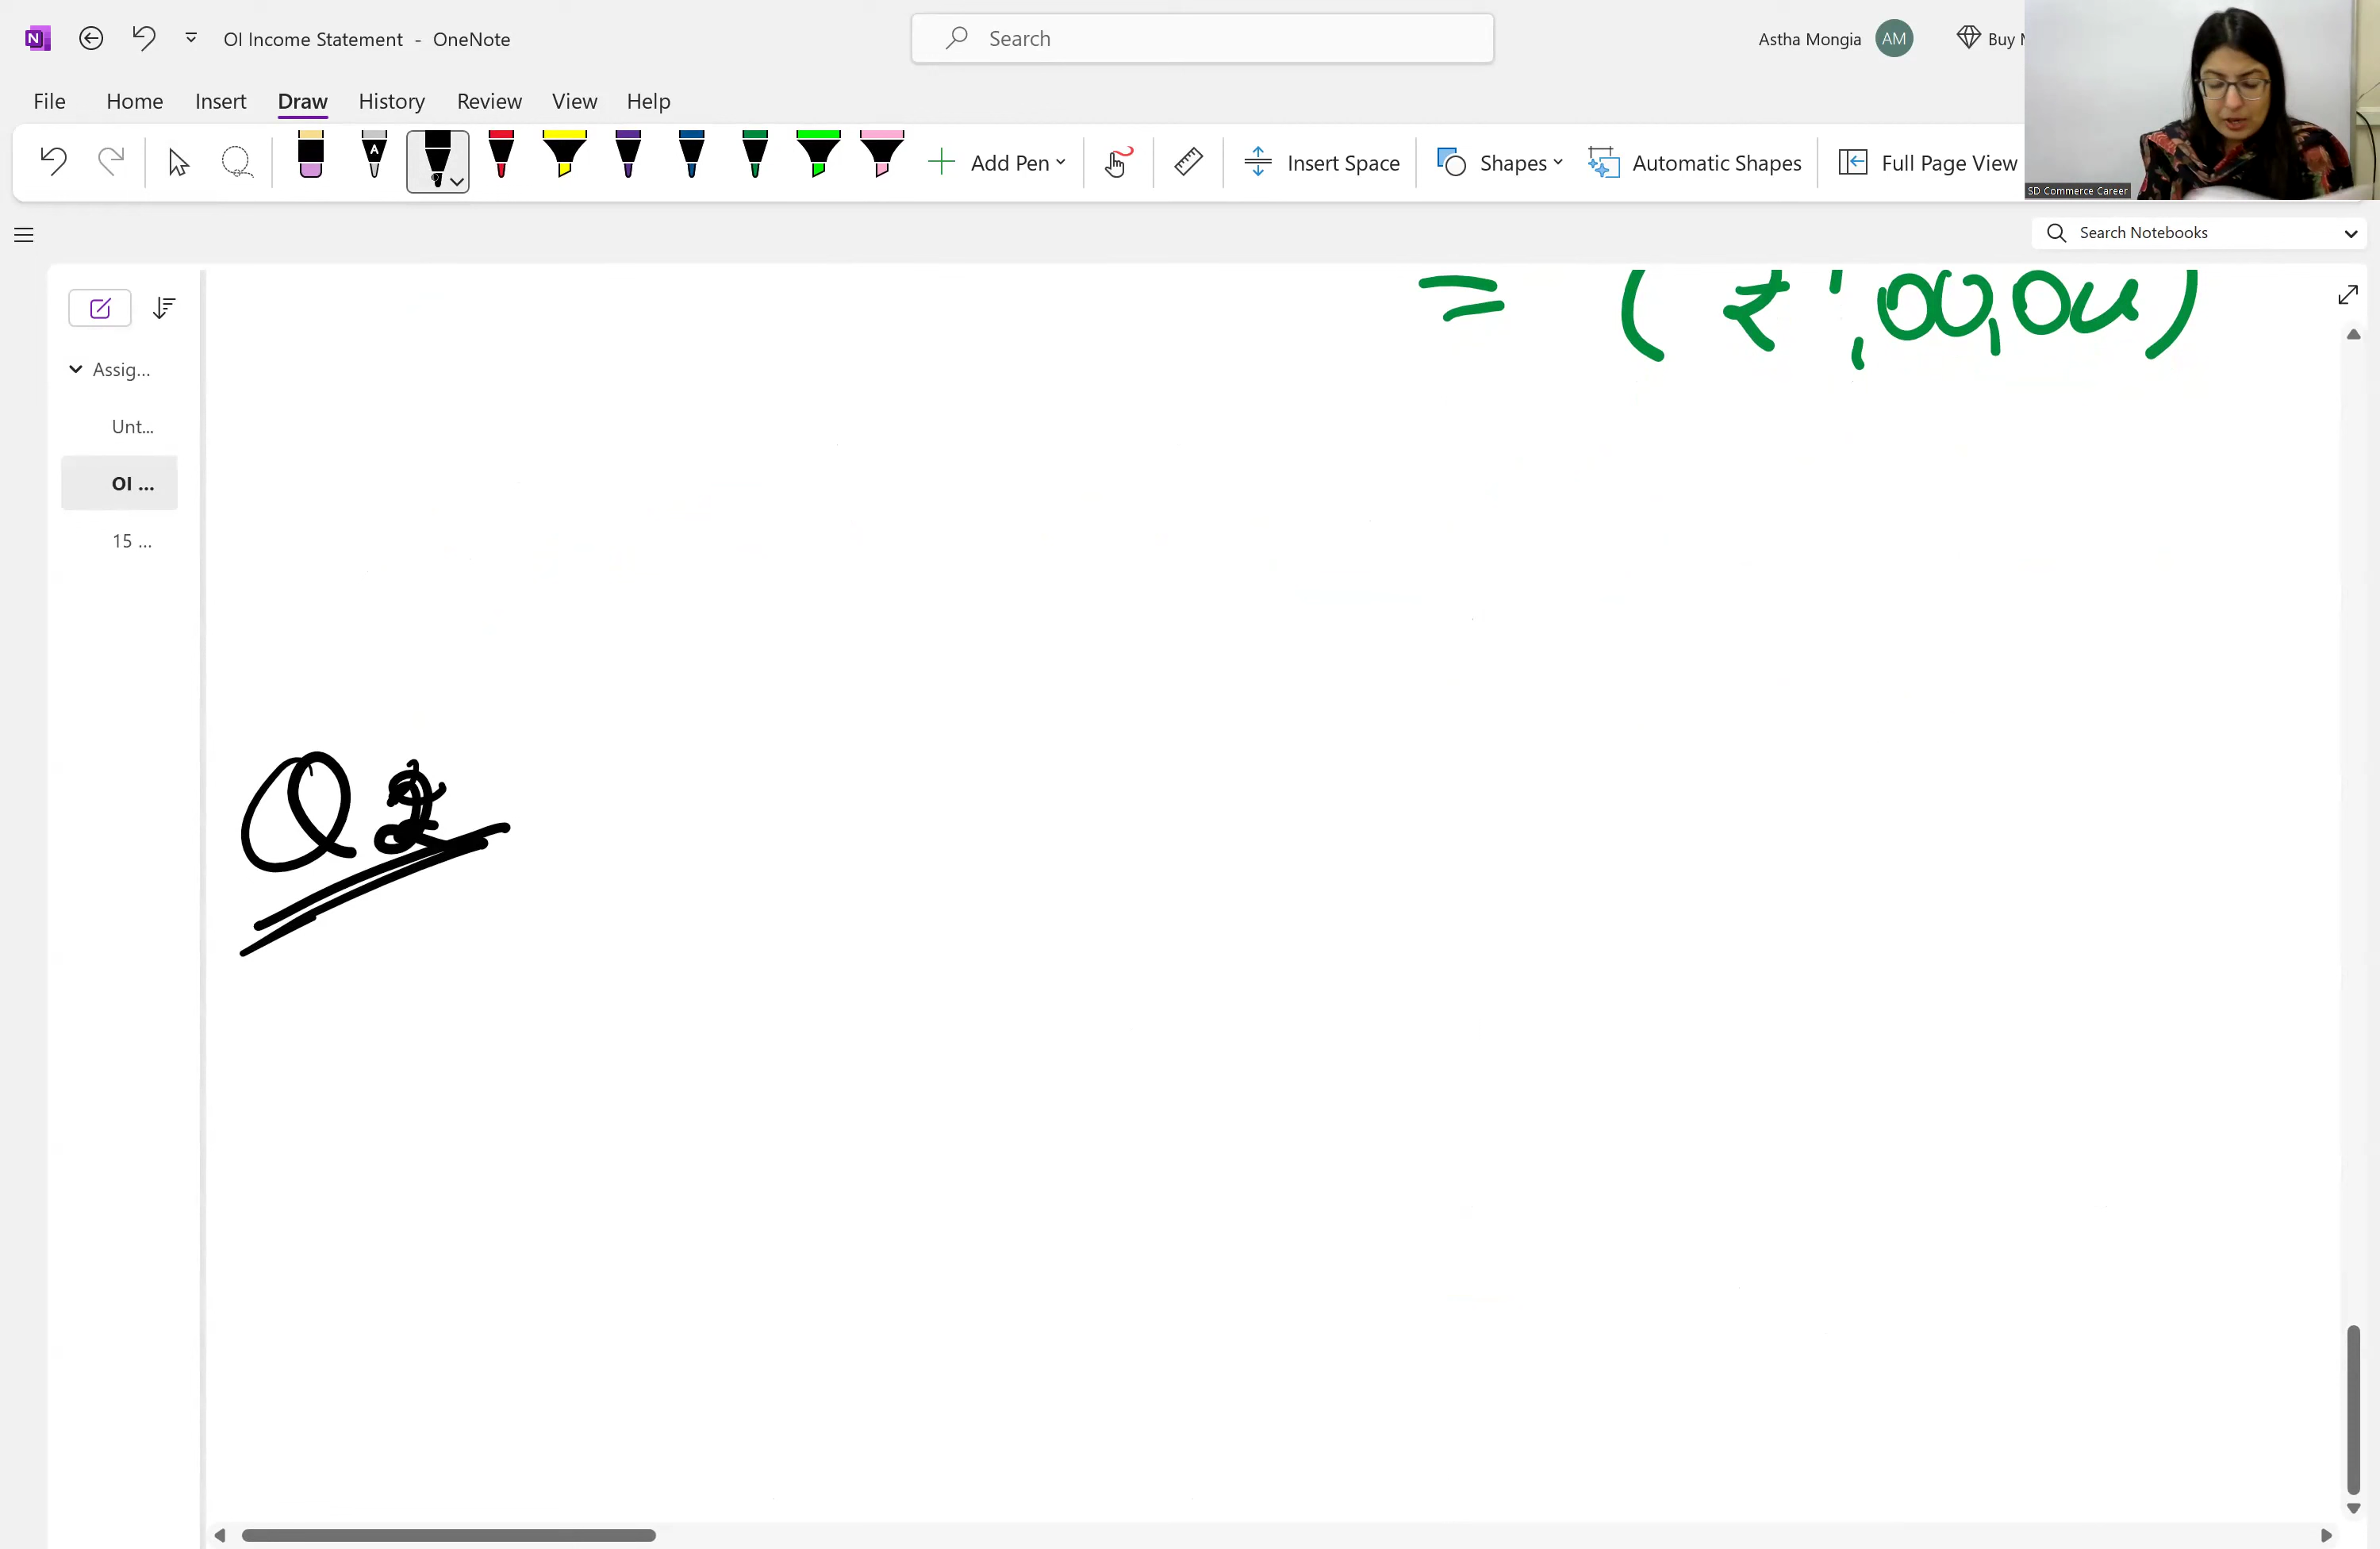 OI Income Statement - OneNote
Search
Astha Mongia AM Buy
File Home Insert Draw History Review View Help
Add Pen Insert Space Shapes Automatic Shapes Full Page View
SD Commerce Career
Search Notebooks
Assig...
Unt...
OI ...
15 ...
= (₹ 1,00,000)
Q2